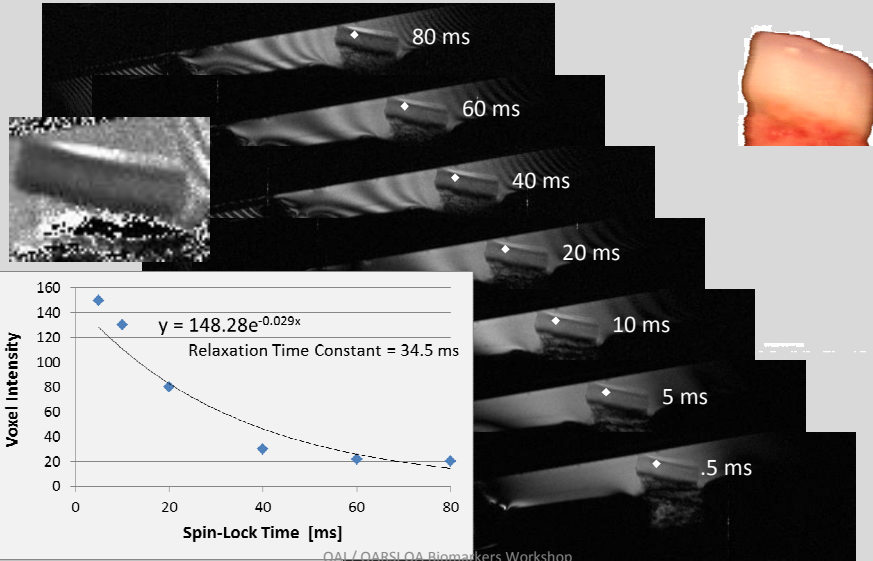 80 ms
60 ms
40 ms
20 ms
10 ms
5 ms
.5 ms
160
140
120
100
80
60
40
20
0
Voxel Intensity
y = 148.28e^-0.029x
Relaxation Time Constant = 34.5 ms
0 20 40 60 80
Spin-Lock Time [ms]
OAI / OARSI OA Biomarkers Workshop